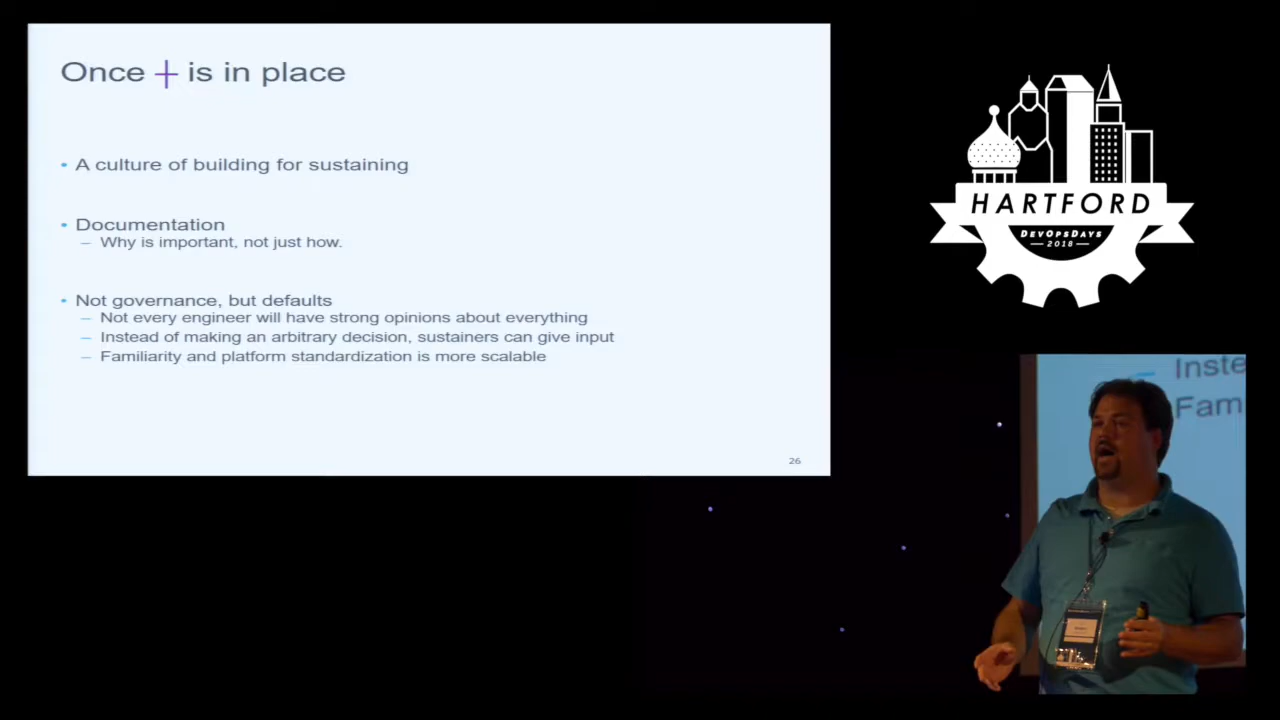 Once + is in place
• A culture of building for sustaining
• Documentation
– Why is important, not just how.
• Not governance, but defaults
– Not every engineer will have strong opinions about everything
– Instead of making an arbitrary decision, sustainers can give input
– Familiarity and platform standardization is more scalable
26
HARTFORD
DEVOPSDAYS
2018
Inste
Fam